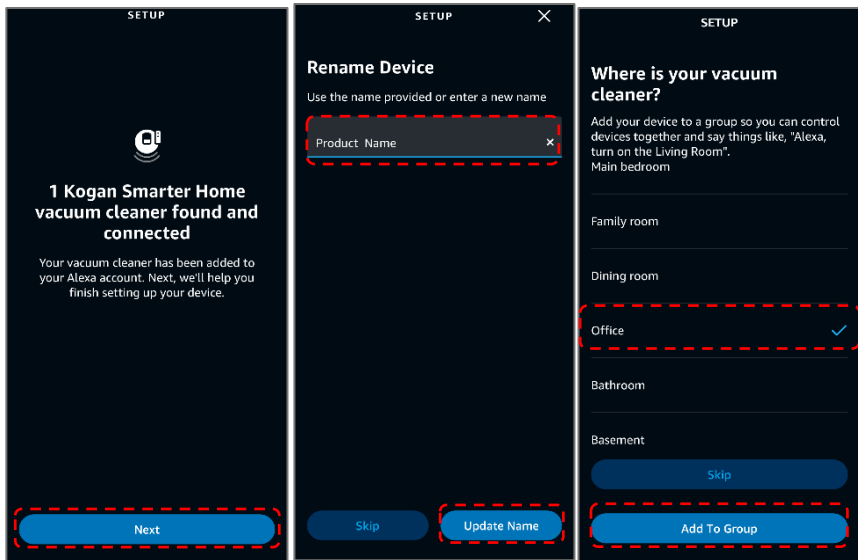 SETUP
1 Kogan Smarter Home
vacuum cleaner found and
connected
Your vacuum cleaner has been added to
your Alexa account. Next, we'll help you
finish setting up your device.
Next
SETUP
Rename Device
Use the name provided or enter a new name
Product Name
Skip
Update Name
SETUP
Where is your vacuum
cleaner?
Add your device to a group so you can control
devices together and say things like, "Alexa,
turn on the Living Room".
Main bedroom
Family room
Dining room
Office
Bathroom
Basement
Skip
Add To Group